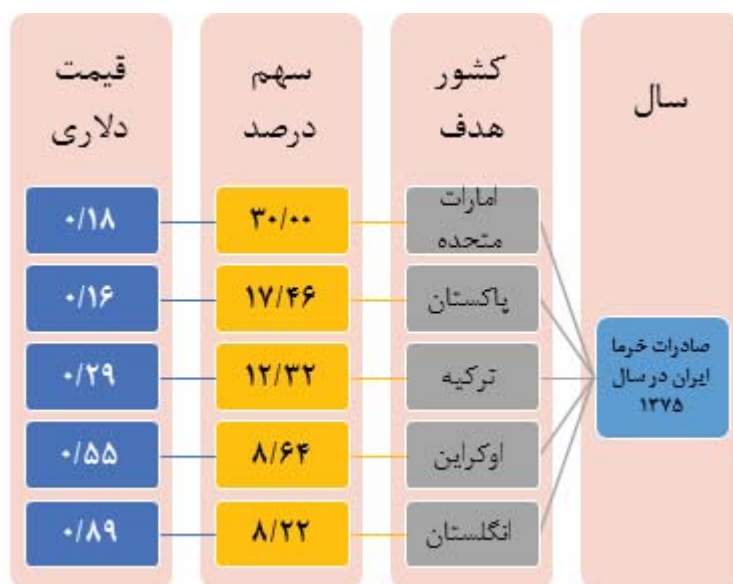 سال
کشور
هدف
سهم
درصد
قیمت
دلاری
صادرات خرما
ایران در سال
۱۳۷۵
امارات
متحده
۳۰/۰۰
۰/۱۸
پاکستان
۱۷/۴۶
۰/۱۶
ترکیه
۱۲/۳۲
۰/۲۹
اوکراین
۸/۶۴
۰/۵۵
انگلستان
۸/۲۲
۰/۸۹